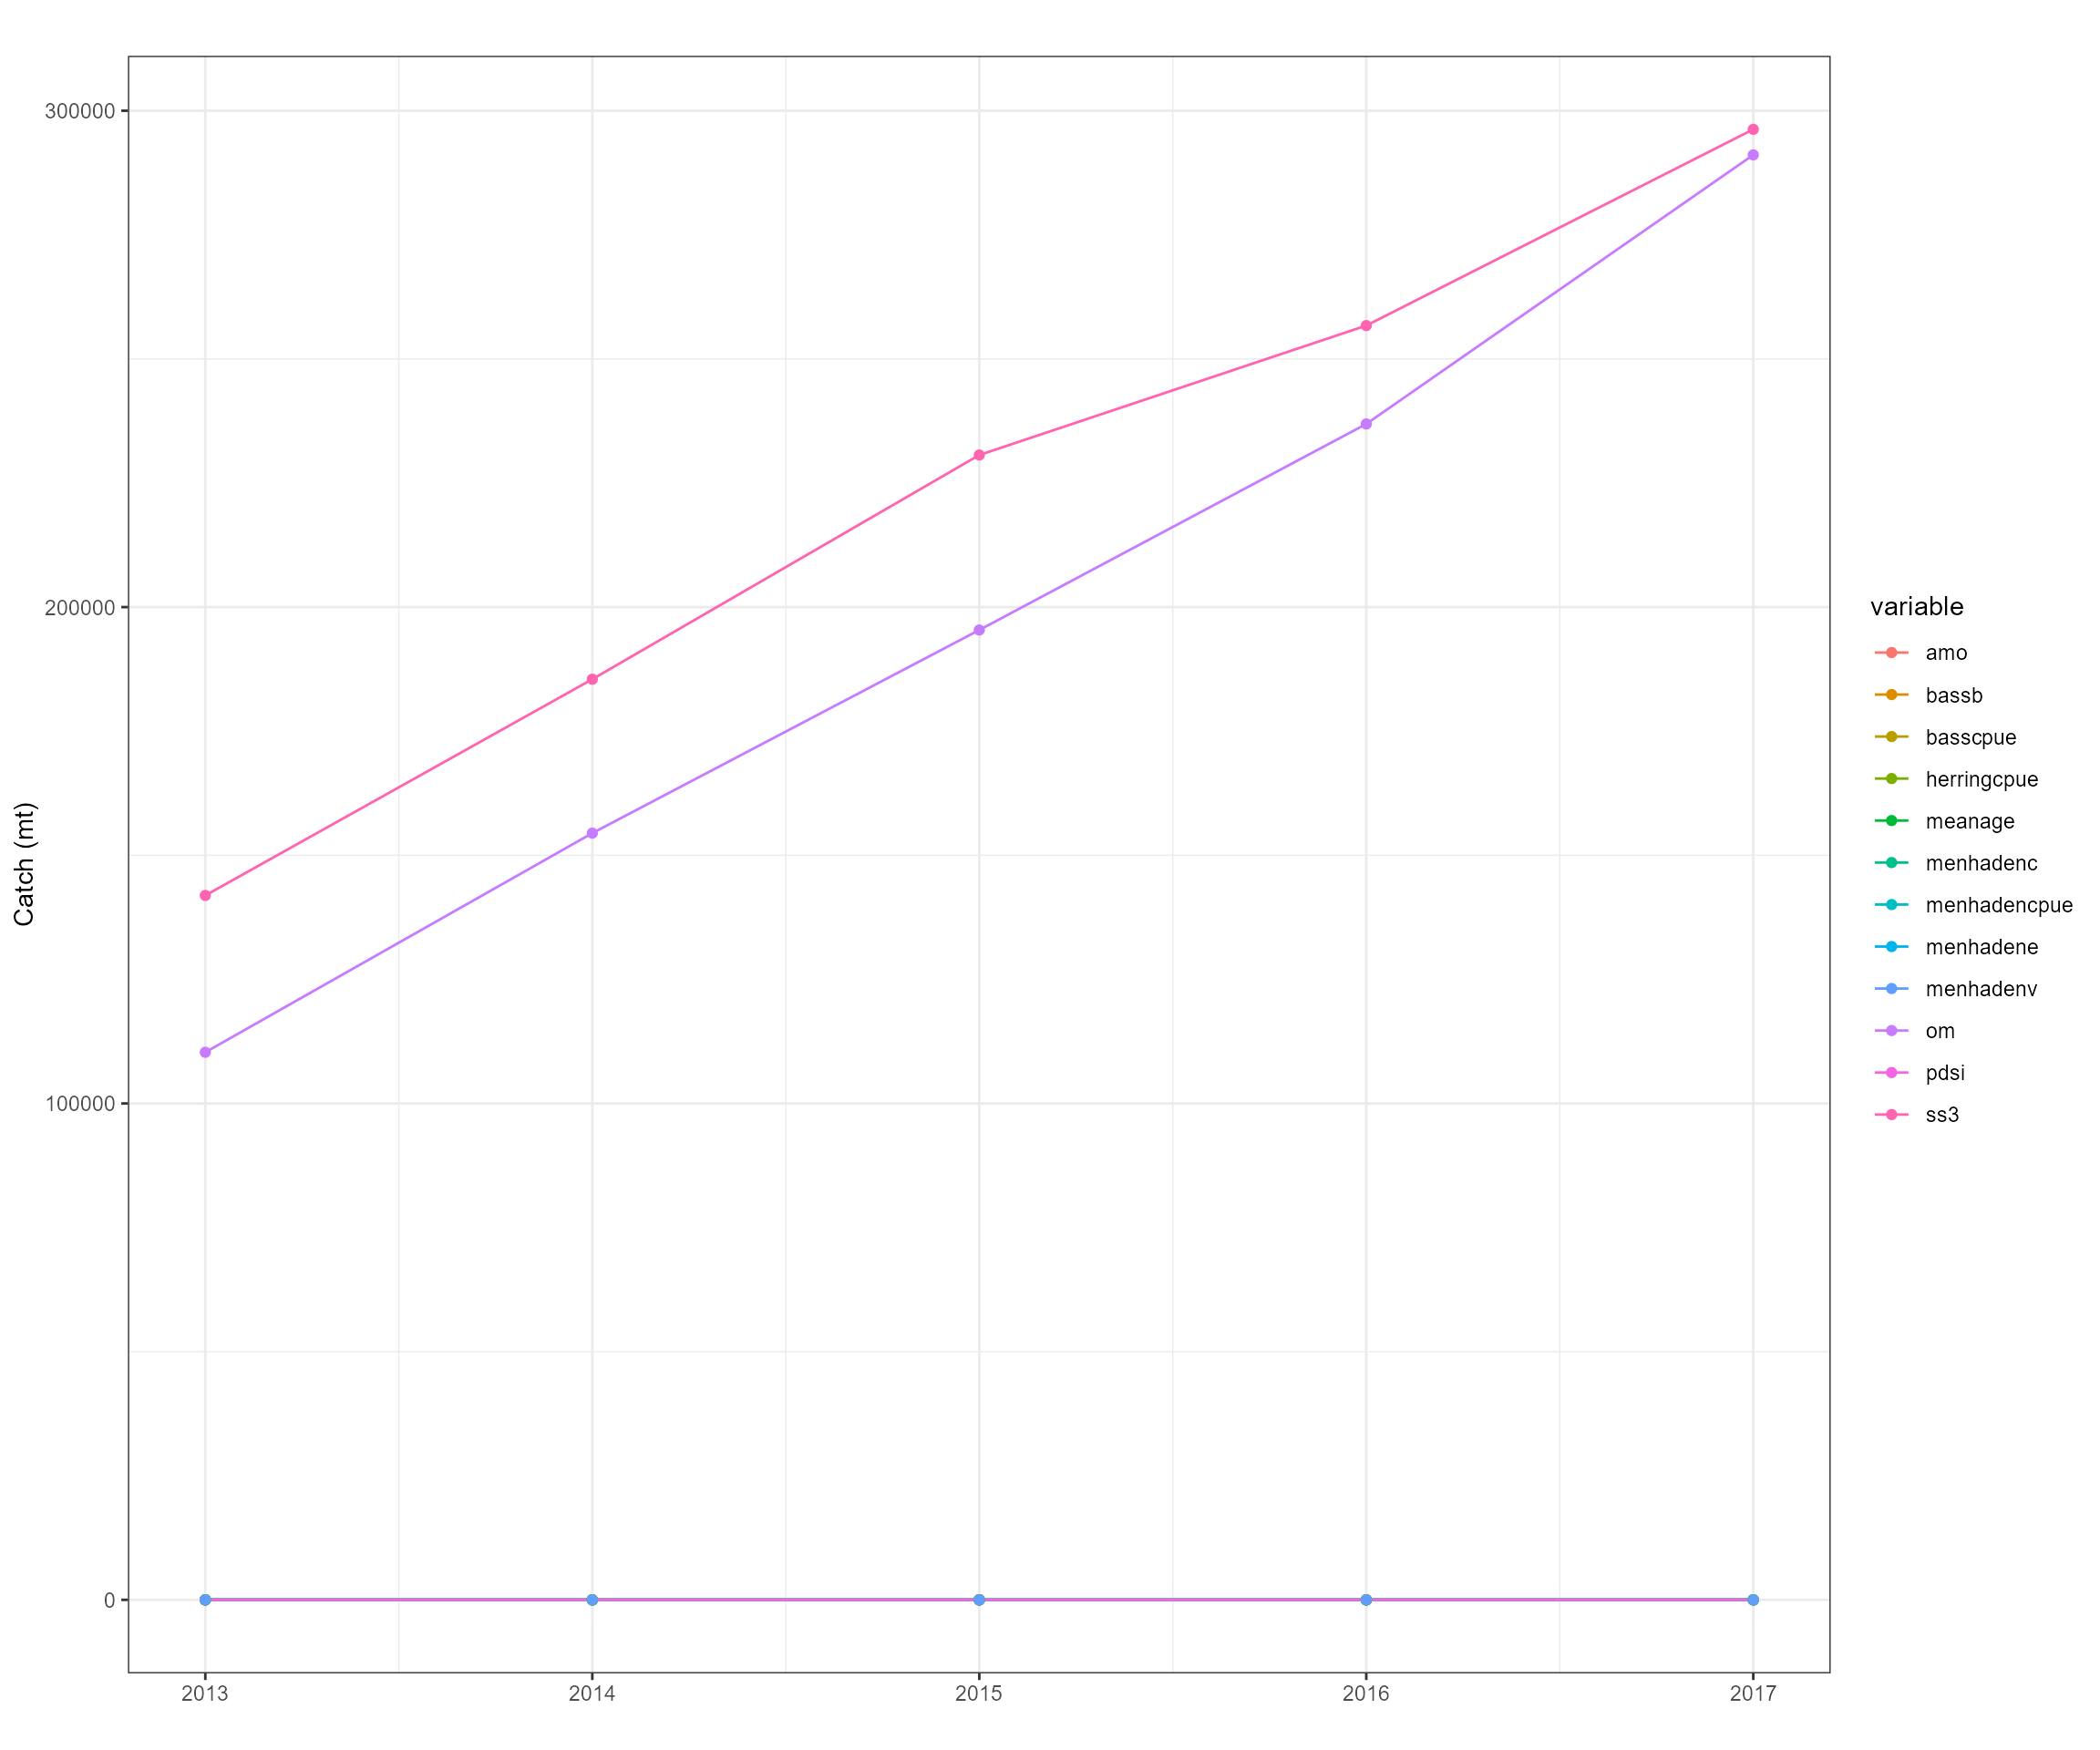 300000
200000
100000
0
Catch (mt)
2013 2014 2015 2016 2017
variable
amo
bassb
basscpue
herringcpue
meanage
menhadenc
menhadencpue
menhadene
menhadenv
om
pdsi
ss3